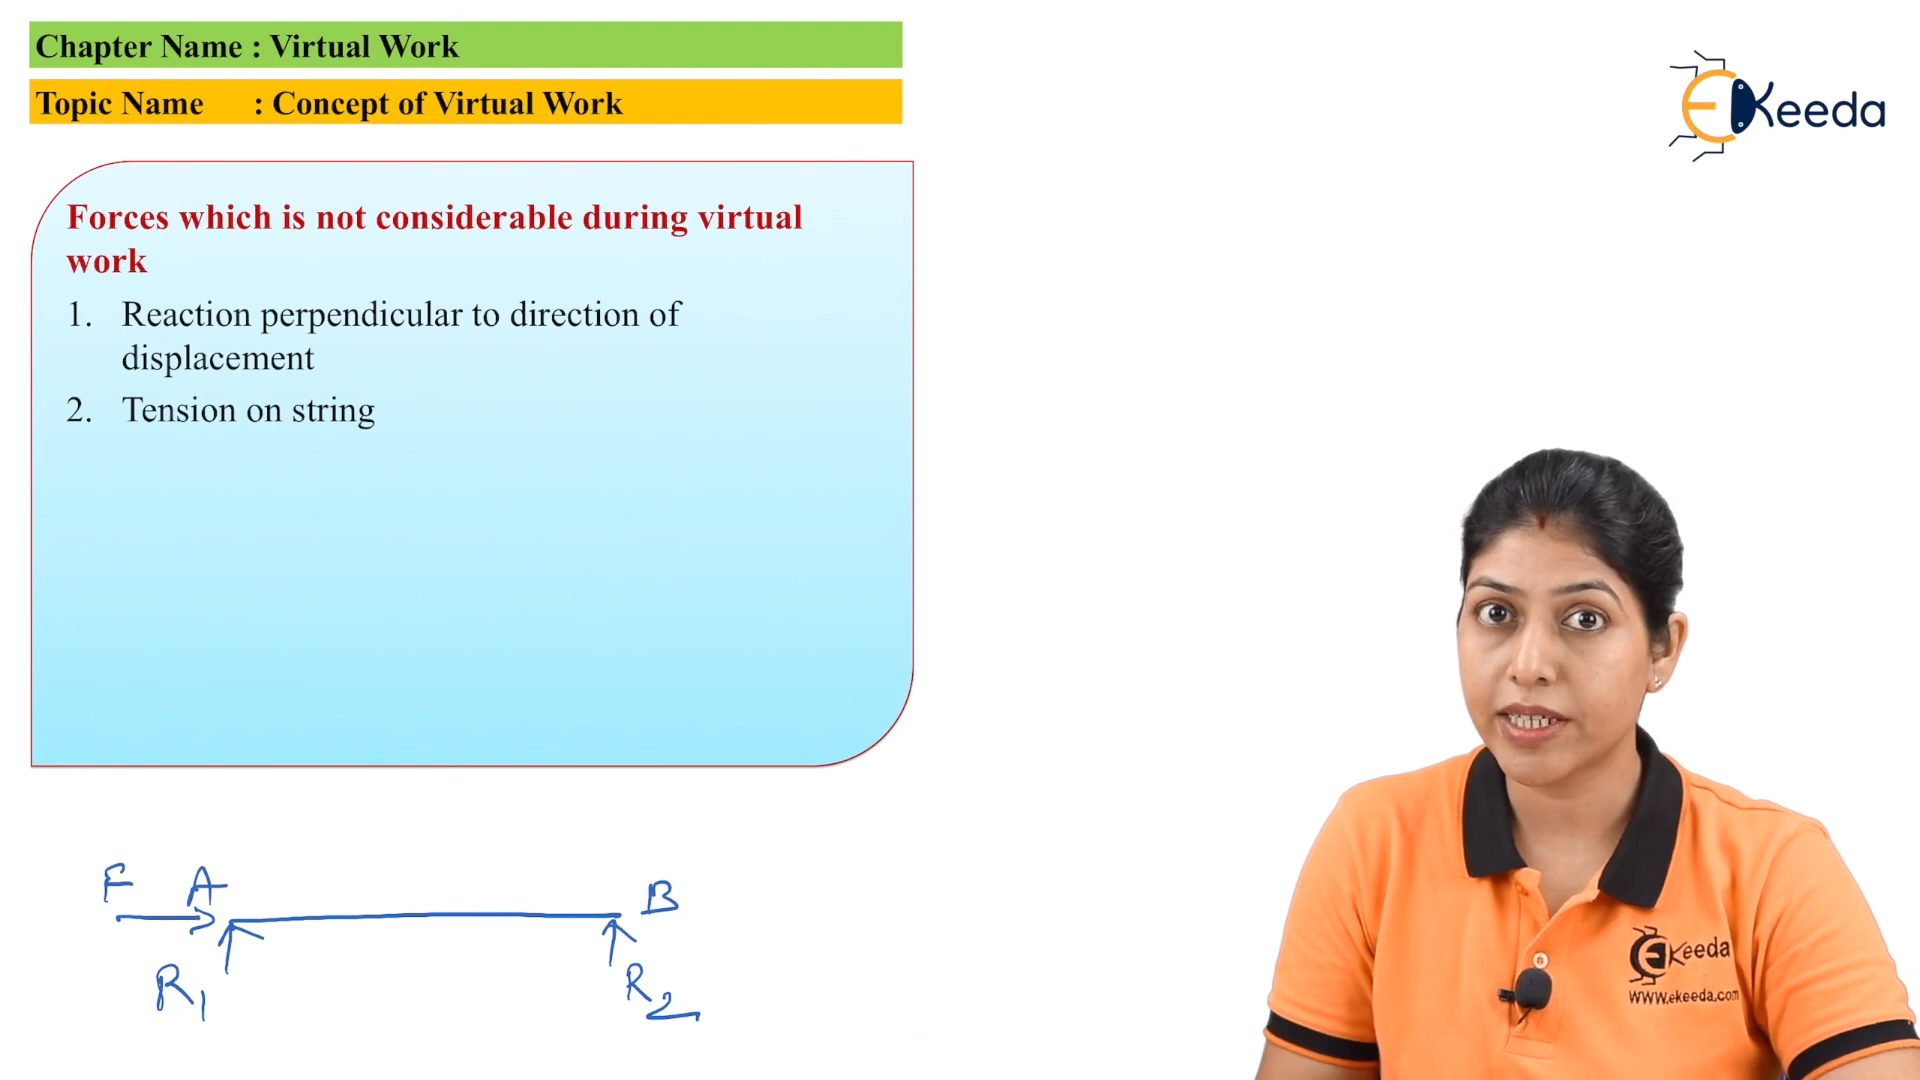 Chapter Name : Virtual Work
Topic Name : Concept of Virtual Work
Keeda
Forces which is not considerable during virtual
work
1. Reaction perpendicular to direction of
displacement
2. Tension on string
F A B
R1 R2
Keeda
www.ekeeda.com